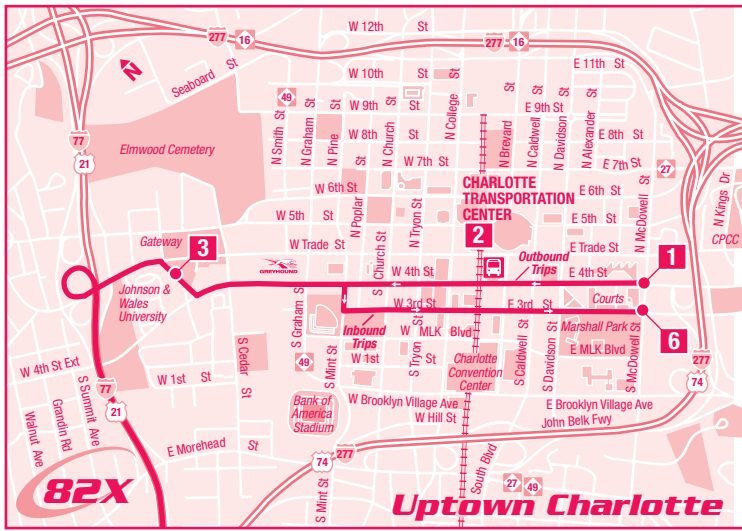 W 12th St
277
16
277
16
N
Seaboard St
W 10th St
E 11th St
49
W 9th St
E 9th St
N Smith St
N Graham St
N Pine St
N Church St
N College St
N Brevard St
N Caldwell St
N Davidson St
N Alexander St
W 8th St
E 8th St
77
21
Elmwood Cemetery
W 7th St
E 7th St
27
W 6th St
CHARLOTTE
TRANSPORTATION
CENTER
E 6th St
N Poplar St
N Tryon St
N McDowell St
N Kings Dr
W 5th St
E 5th St
2
CPCC
Gateway
3
W Trade St
E Trade St
GREYHOUND
Church St
W 4th St
Outbound
Trips
E 4th St
1
Johnson &
Wales
University
S Graham St
S
W 3rd St
E 3rd St
Courts
Inbound
Trips
W MLK Blvd
Marshall Park
6
E MLK Blvd
W 4th St Ext
49
W 1st St
S Tryon St
Charlotte
Convention
Center
S Caldwell St
S Davidson St
S McDowell St
277
74
W 1st St
S Cedar St
S Mint St
77
21
Walnut Ave
Grandin Rd
S Summit Ave
Bank of
America
Stadium
W Brooklyn Village Ave
E Brooklyn Village Ave
W Hill St
John Belk Fwy
E Morehead St
74
277
South Blvd
27
49
S Mint St
82X
Uptown Charlotte